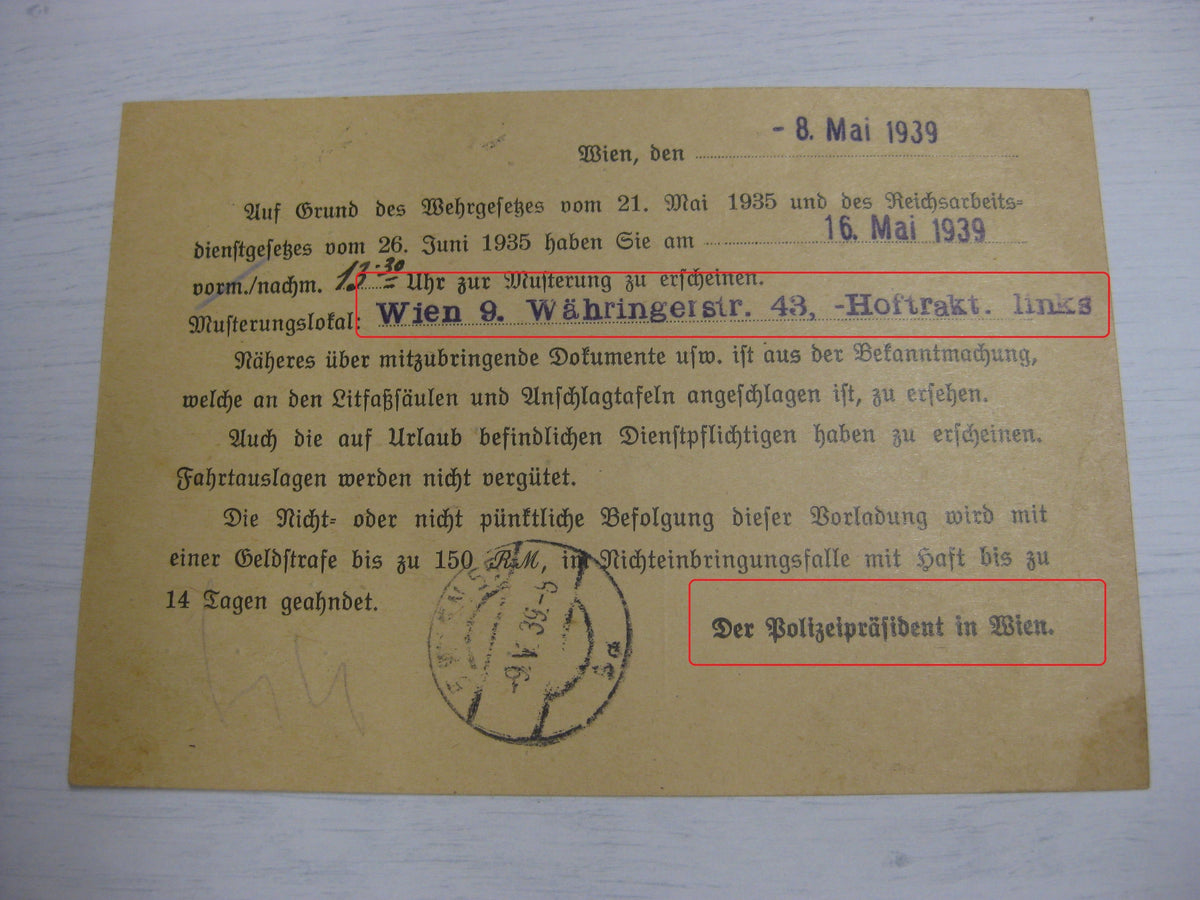 Wien, den - 8. Mai 1939
Auf Grund des Wehrgesetzes vom 21. Mai 1935 und des Reichsarbeits-
dienstgesetzes vom 26. Juni 1935 haben Sie am 16. Mai 1939
vorm./nachm. 13.30 Uhr zur Musterung zu erscheinen.
Musterungslokal: Wien 9. Währingerstr. 43, -Hoftrakt. links
Näheres über mitzubringende Dokumente usw. ist aus der Bekanntmachung,
welche an den Litfaßsäulen und Anschlagtafeln angeschlagen ist, zu ersehen.
Auch die auf Urlaub befindlichen Dienstpflichtigen haben zu erscheinen.
Fahrtauslagen werden nicht vergütet.
Die Nicht- oder nicht pünktliche Befolgung dieser Vorladung wird mit
einer Geldstrafe bis zu 150 RM, im Nichteinbringungsfalle mit Haft bis zu
14 Tagen geahndet.
Der Polizeipräsident in Wien.